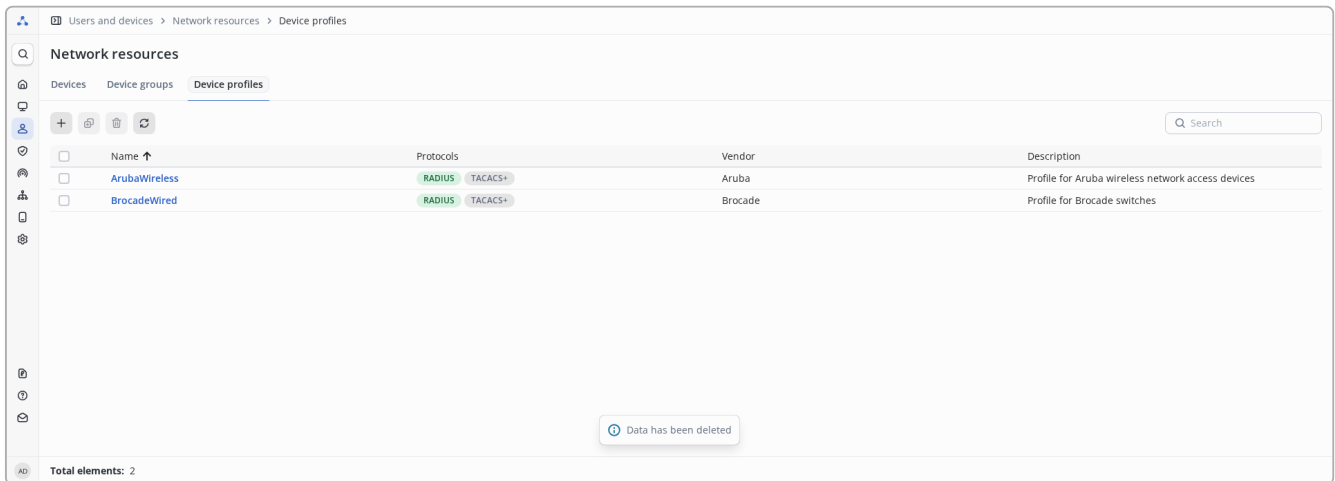 Users and devices > Network resources > Device profiles
Network resources
Devices Device groups Device profiles
Search
Name Protocols Vendor Description
ArubaWireless RADIUS TACACS+ Aruba Profile for Aruba wireless network access devices
BrocadeWired RADIUS TACACS+ Brocade Profile for Brocade switches
Data has been deleted
AD Total elements: 2